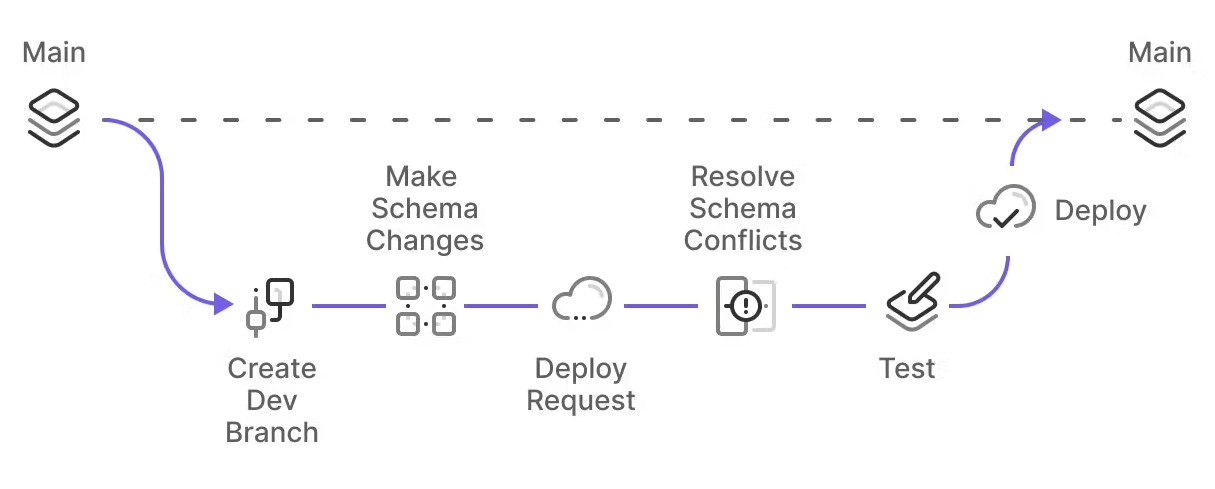 Main
Main
Make
Schema
Changes
Resolve
Schema
Conflicts
Deploy
Create
Dev
Branch
Deploy
Request
Test